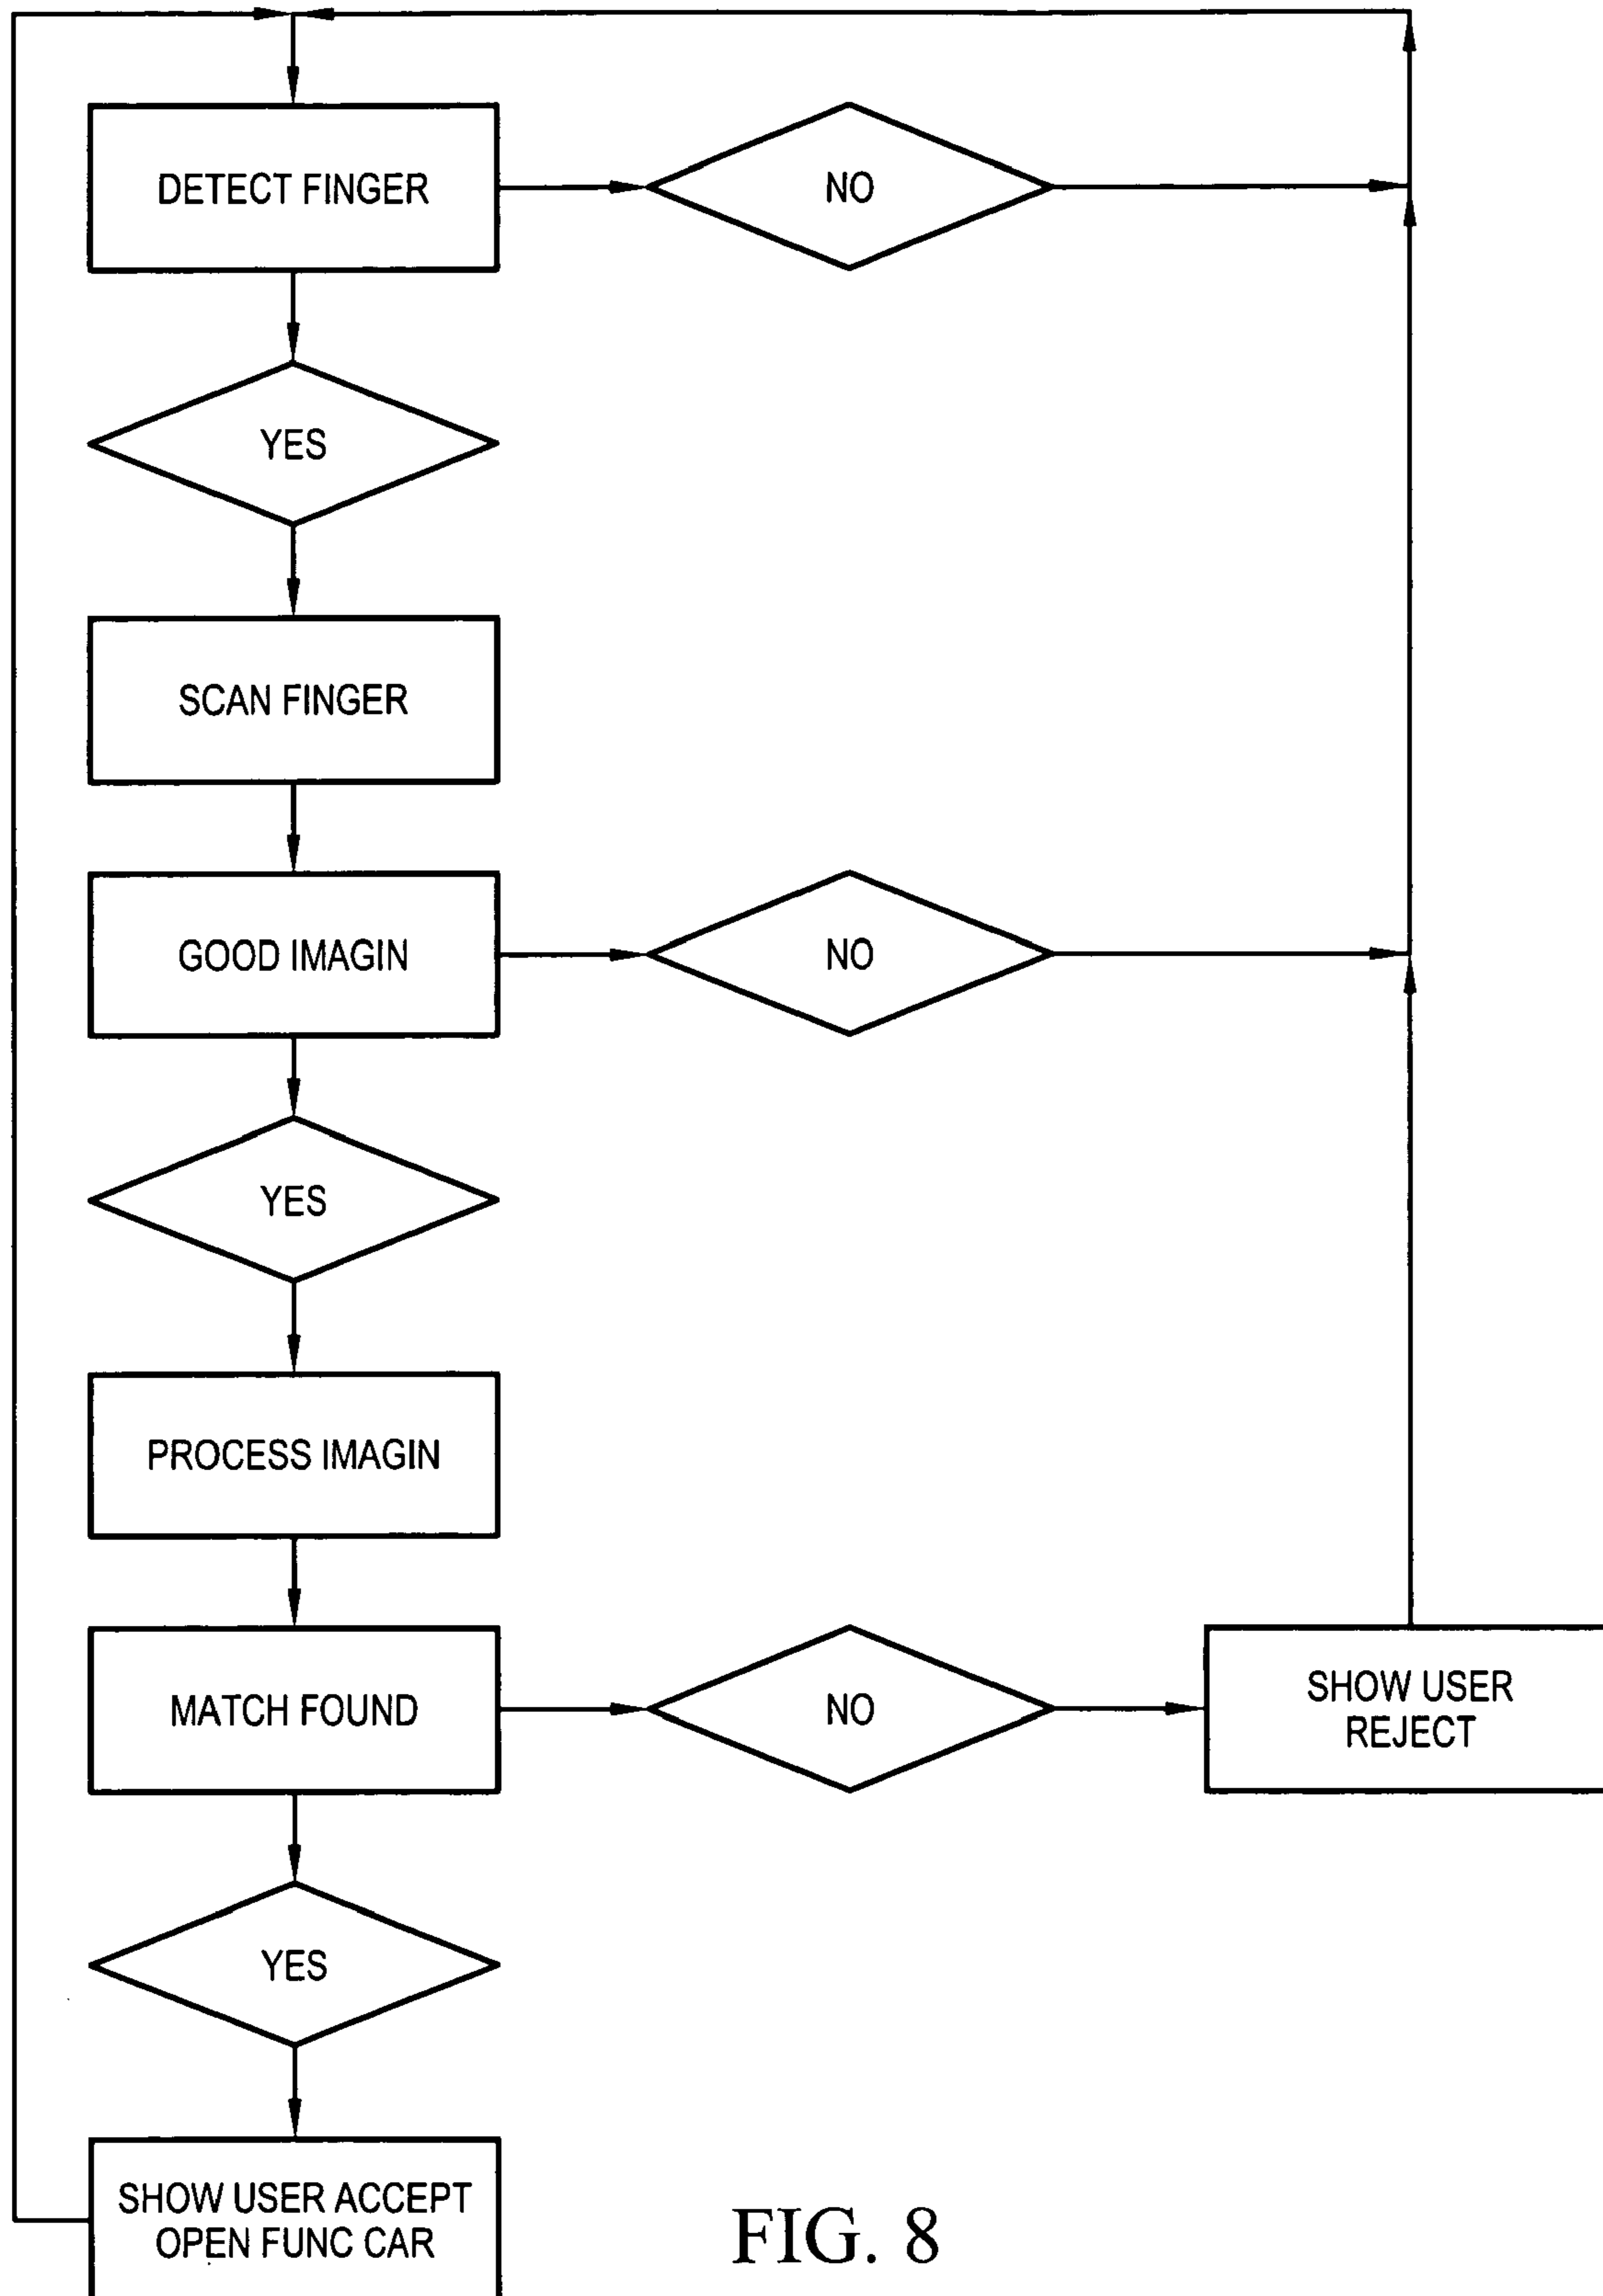 DETECT FINGER
NO
YES
SCAN FINGER
GOOD IMAGIN
NO
YES
PROCESS IMAGIN
MATCH FOUND
NO
SHOW USER
REJECT
YES
SHOW USER ACCEPT
OPEN FUNC CAR
FIG. 8